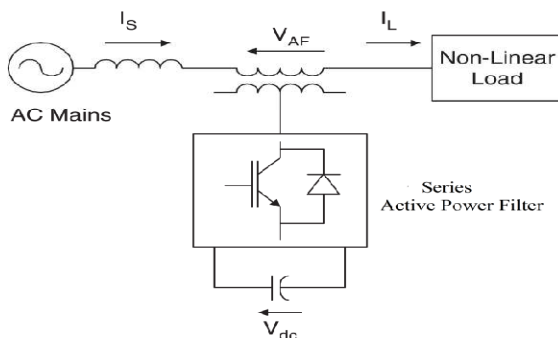 I_S
V_AF
I_L
Non-Linear
Load
AC Mains
Series
Active Power Filter
V_dc